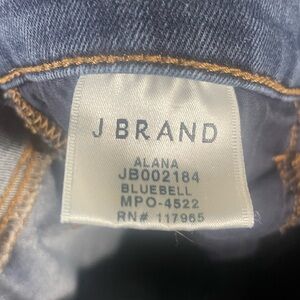 J BRAND
ALANA
JB002184
BLUEBELL
MPO-4522
RN# 117965